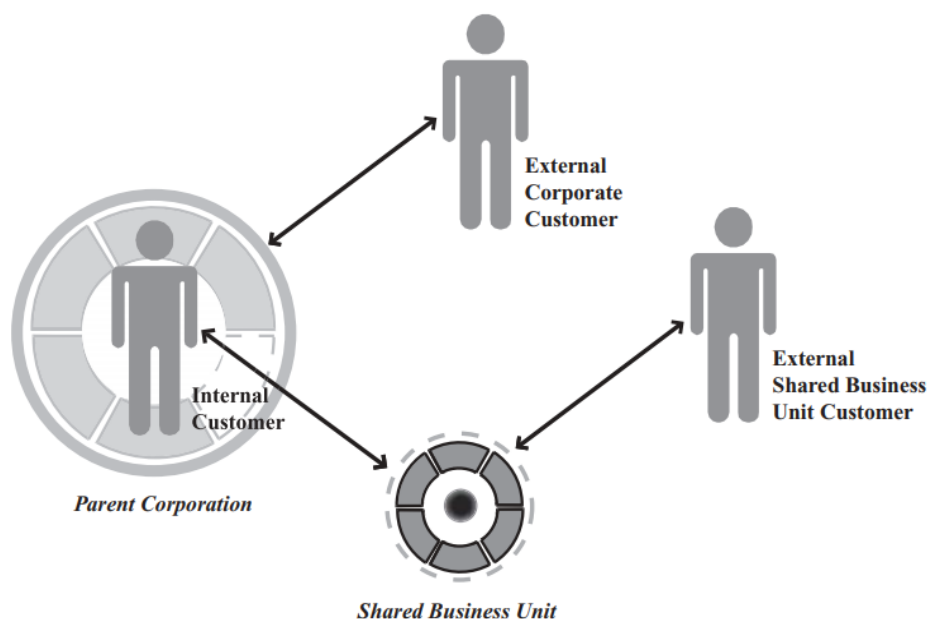 External
Corporate
Customer
External
Shared Business
Unit Customer
Internal
Customer
Parent Corporation
Shared Business Unit